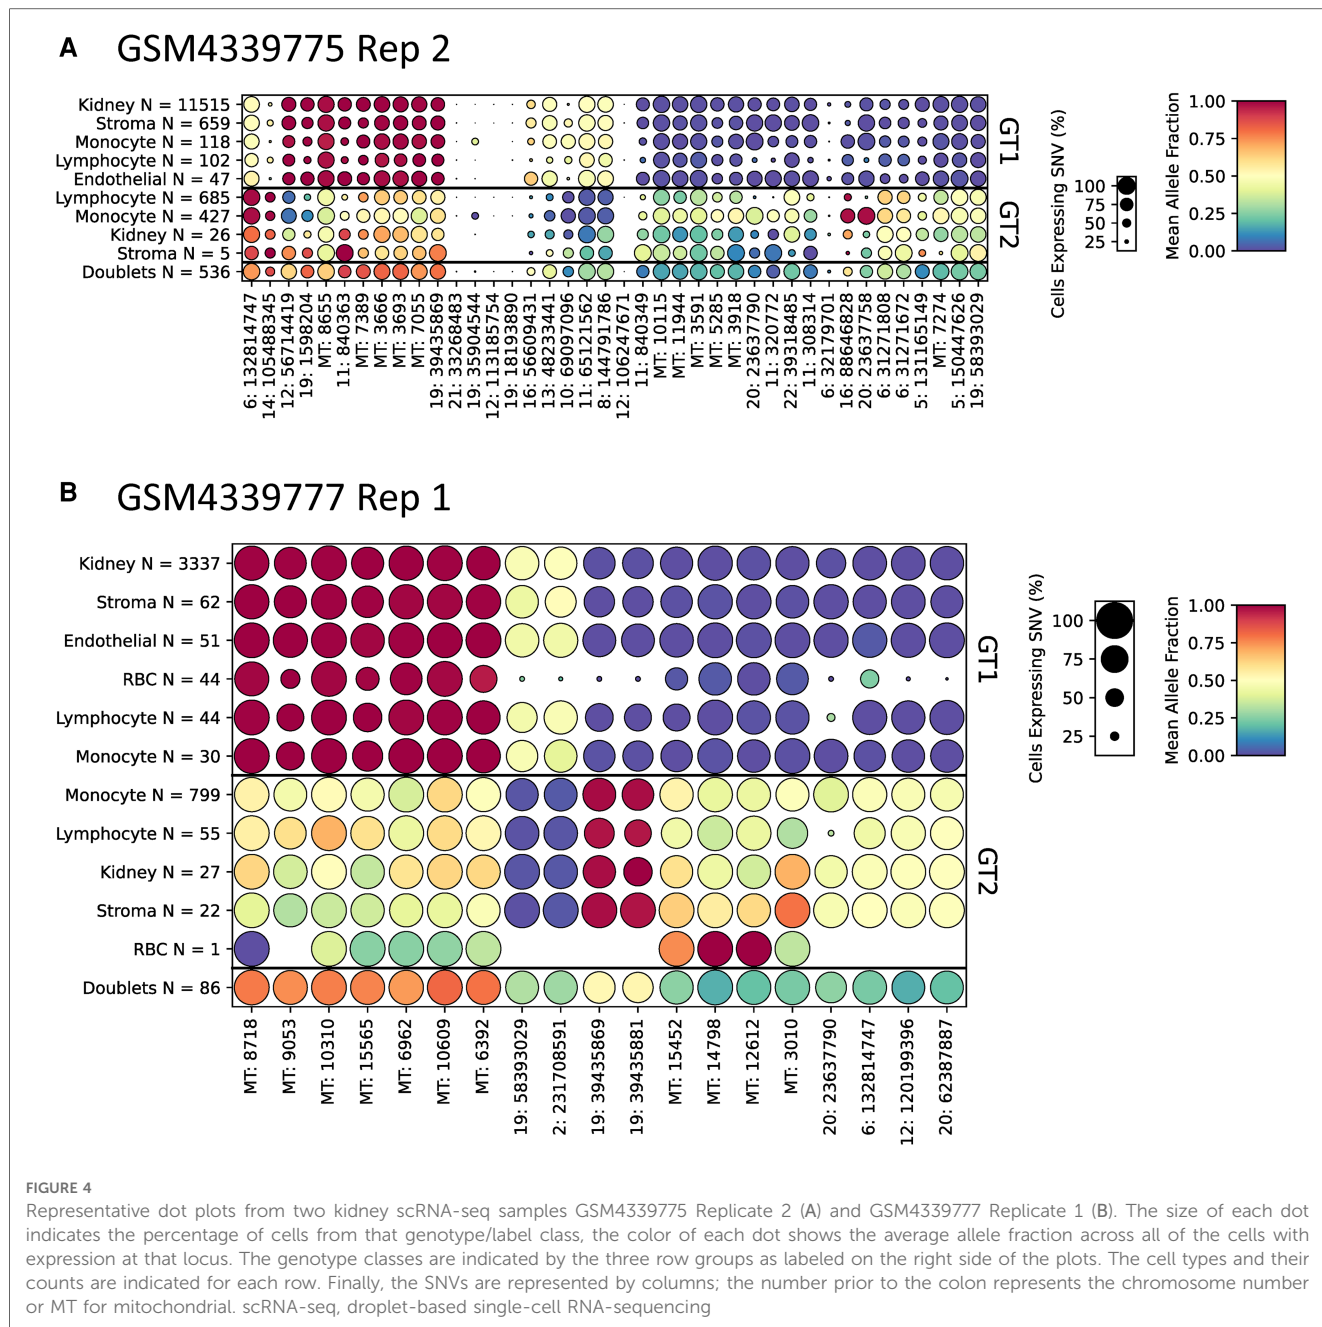 A GSM4339775 Rep 2
Kidney N = 11515
Stroma N = 659
Monocyte N = 118
Lymphocyte N = 102
Endothelial N = 47
Lymphocyte N = 685
Monocyte N = 427
Kidney N = 26
Stroma N = 5
Doublets N = 536
GT1
GT2
6: 132814747
14: 105488345
12: 56714419
19: 1598204
MT: 8655
11: 840363
MT: 7389
MT: 3666
MT: 3693
MT: 7055
19: 39435869
21: 33268483
19: 35904544
12: 113185754
19: 18193890
16: 56609431
13: 48233441
10: 69097096
11: 65121562
8: 144791786
12: 106247671
11: 840349
MT: 10115
MT: 11944
MT: 3591
MT: 5285
MT: 3918
20: 23637790
11: 3207772
22: 39318485
11: 308314
6: 32179701
16: 88646828
20: 23637758
6: 31271808
6: 31271672
5: 13165149
MT: 7274
5: 150447626
19: 58393029
Cells Expressing SNV (%)
100
75
50
25
Mean Allele Fraction
1.00
0.75
0.50
0.25
0.00
B GSM4339777 Rep 1
Kidney N = 3337
Stroma N = 62
Endothelial N = 51
RBC N = 44
Lymphocyte N = 44
Monocyte N = 30
Monocyte N = 799
Lymphocyte N = 55
Kidney N = 27
Stroma N = 22
RBC N = 1
Doublets N = 86
GT1
GT2
MT: 8718
MT: 9053
MT: 10310
MT: 15565
MT: 6962
MT: 10609
MT: 6392
19: 58393029
2: 231708591
19: 39435869
19: 39435881
MT: 15452
MT: 14798
MT: 12612
MT: 3010
20: 23637790
6: 132814747
12: 120199396
20: 62387887
Cells Expressing SNV (%)
100
75
50
25
Mean Allele Fraction
1.00
0.75
0.50
0.25
0.00
FIGURE 4
Representative dot plots from two kidney scRNA-seq samples GSM4339775 Replicate 2 (A) and GSM4339777 Replicate 1 (B). The size of each dot
indicates the percentage of cells from that genotype/label class, the color of each dot shows the average allele fraction across all of the cells with
expression at that locus. The genotype classes are indicated by the three row groups as labeled on the right side of the plots. The cell types and their
counts are indicated for each row. Finally, the SNVs are represented by columns; the number prior to the colon represents the chromosome number
or MT for mitochondrial. scRNA-seq, droplet-based single-cell RNA-sequencing